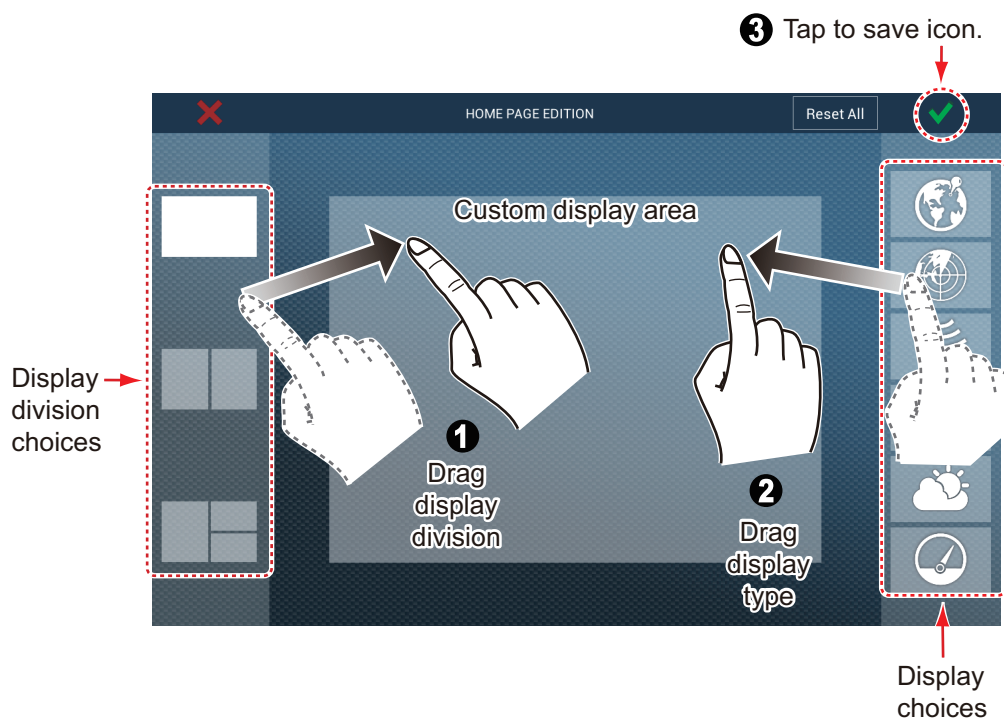 3 Tap to save icon.
HOME PAGE EDITION
Reset All
Custom display area
Display
division
choices
1
Drag
display
division
2
Drag
display
type
Display
choices